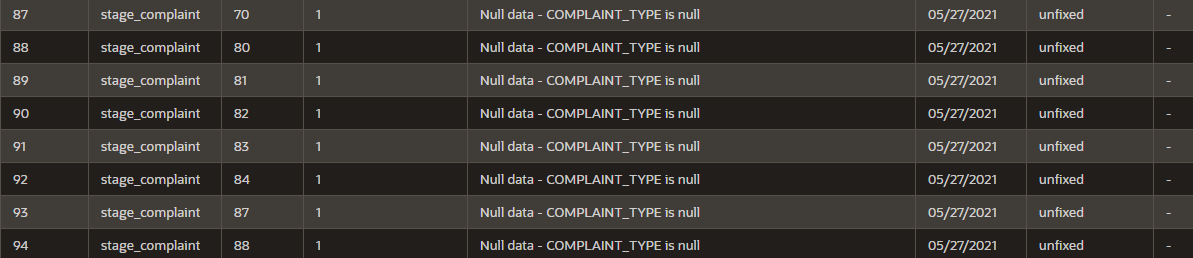 87 stage_complaint 70 1 Null data - COMPLAINT_TYPE is null 05/27/2021 unfixed -
88 stage_complaint 80 1 Null data - COMPLAINT_TYPE is null 05/27/2021 unfixed -
89 stage_complaint 81 1 Null data - COMPLAINT_TYPE is null 05/27/2021 unfixed -
90 stage_complaint 82 1 Null data - COMPLAINT_TYPE is null 05/27/2021 unfixed -
91 stage_complaint 83 1 Null data - COMPLAINT_TYPE is null 05/27/2021 unfixed -
92 stage_complaint 84 1 Null data - COMPLAINT_TYPE is null 05/27/2021 unfixed -
93 stage_complaint 87 1 Null data - COMPLAINT_TYPE is null 05/27/2021 unfixed -
94 stage_complaint 88 1 Null data - COMPLAINT_TYPE is null 05/27/2021 unfixed -